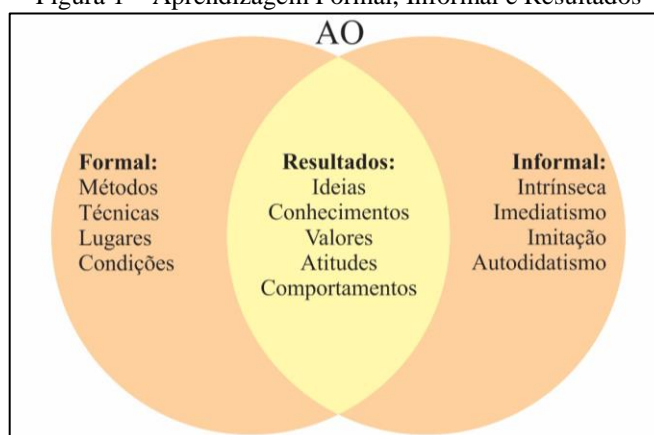 Figura 1 – Aprendizagem Formal, Informal e Resultados
AO
Formal:
Métodos
Técnicas
Lugares
Condições
Resultados:
Ideias
Conhecimentos
Valores
Atitudes
Comportamentos
Informal:
Intrínseca
Imediatismo
Imitação
Autodidatismo